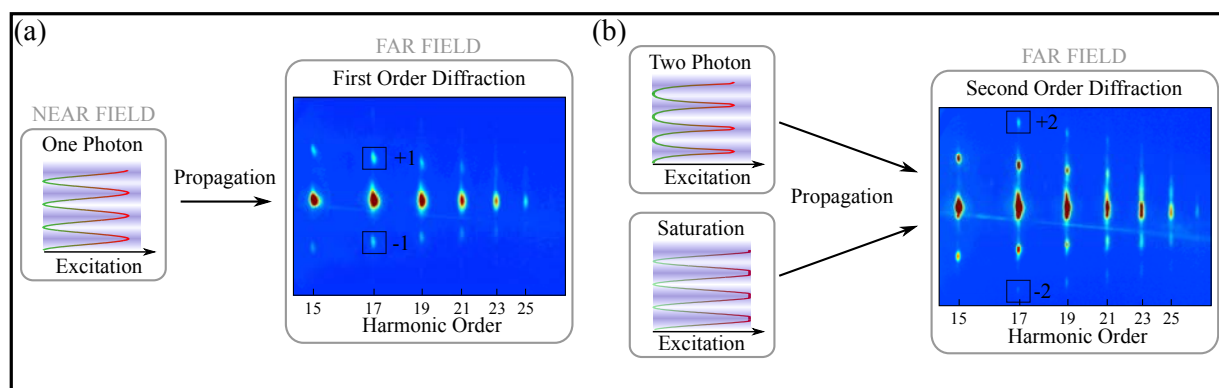 (a)
FAR FIELD
First Order Diffraction
NEAR FIELD
One Photon
Propagation
Excitation
+1
-1
15 17 19 21 23 25
Harmonic Order
(b)
Two Photon
Excitation
Saturation
Excitation
Propagation
FAR FIELD
Second Order Diffraction
+2
-2
15 17 19 21 23 25
Harmonic Order